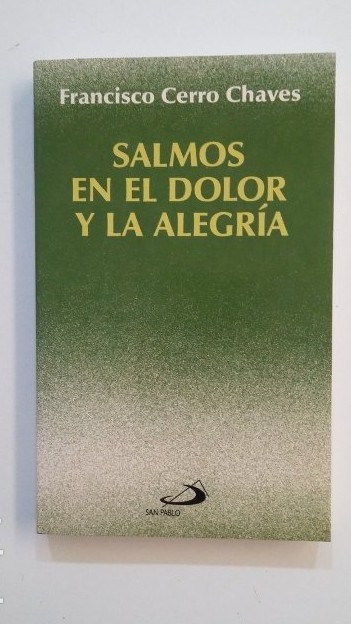 Francisco Cerro Chaves
SALMOS
EN EL DOLOR
Y LA ALEGRÍA
SAN PABLO